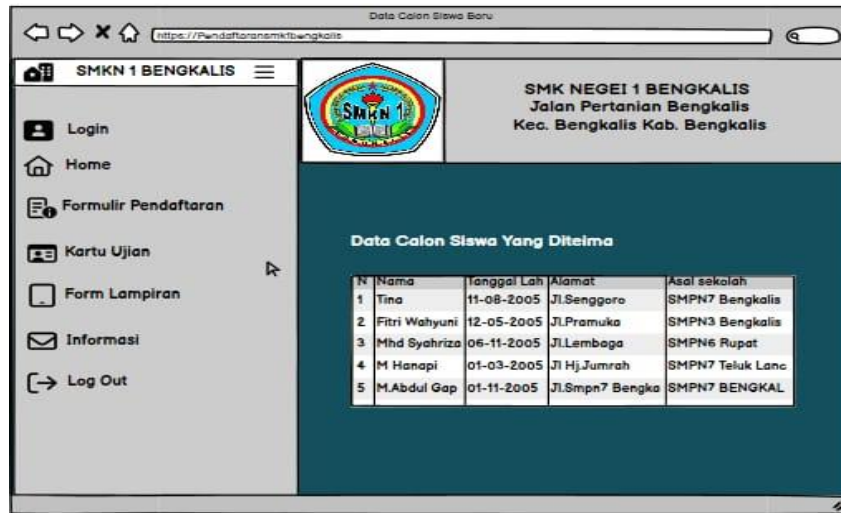 Data Calon Siswa Baru
https://Pendaftaransmk1bengkalis
SMKN 1 BENGKALIS
Login
Home
Formulir Pendaftaran
Kartu Ujian
Form Lampiran
Informasi
Log Out
SMKN 1
SMK NEGEI 1 BENGKALIS
Jalan Pertanian Bengkalis
Kec. Bengkalis Kab. Bengkalis
Data Calon Siswa Yang Diteima
N Nama Tanggal Lah Alamat Asal sekolah
1 Tina 11-08-2005 Jl.Senggoro SMPN7 Bengkalis
2 Fitri Wahyuni 12-05-2005 Jl.Pramuka SMPN3 Bengkalis
3 Mhd Syahriza 06-11-2005 Jl.Lembaga SMPN6 Rupat
4 M Hanapi 01-03-2005 Jl Hj.Jumrah SMPN7 Teluk Lanc
5 M.Abdul Gap 01-11-2005 Jl.Smpn7 Bengka SMPN7 BENGKAL